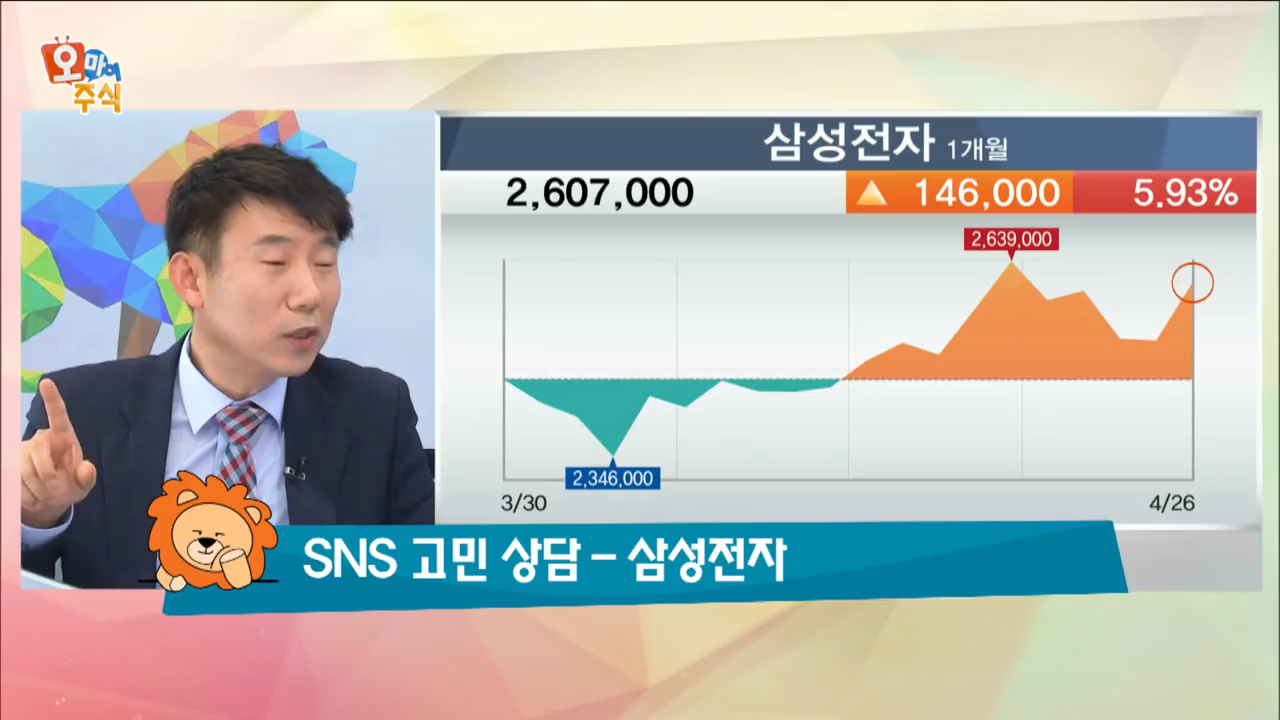 오마이
주식
삼성전자 1개월
2,607,000 ▲ 146,000 5.93%
2,639,000
2,346,000
3/30 4/26
SNS 고민 상담 – 삼성전자